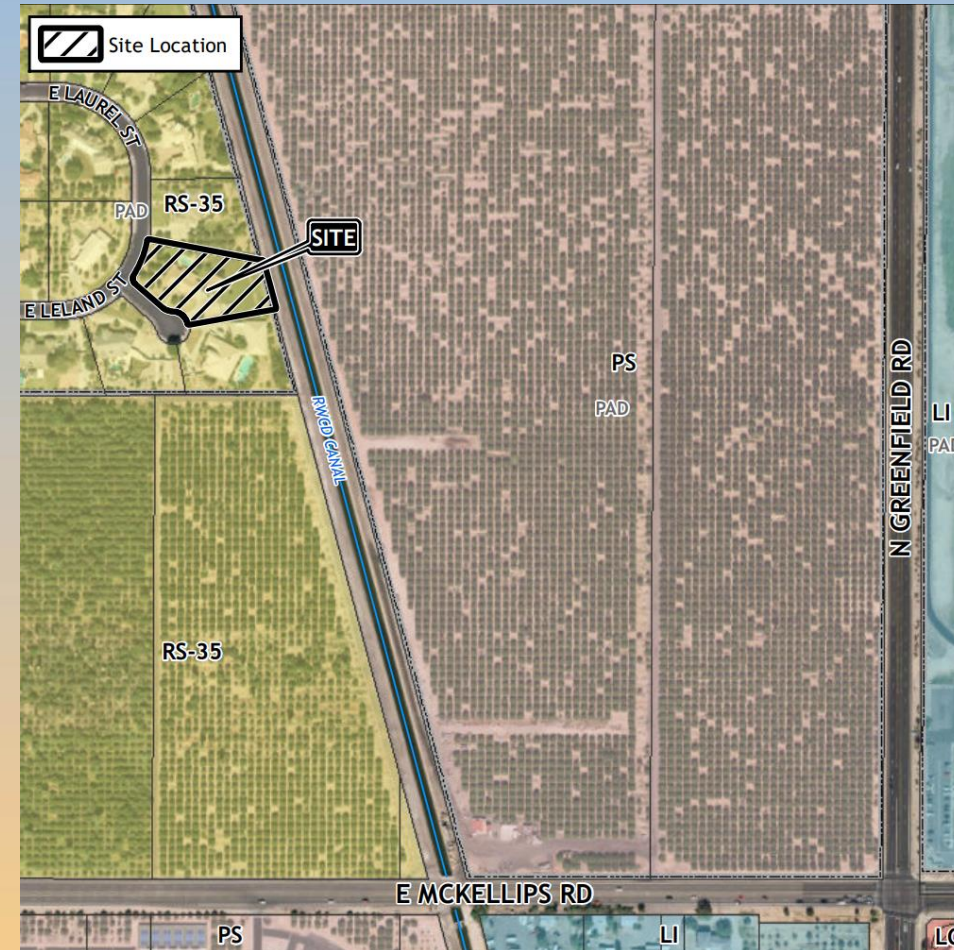 Site Location
E LAUREL ST
PAD
RS-35
SITE
E LELAND ST
RWCD CANAL
PS
PAD
N GREENFIELD RD
LI
PAD
RS-35
E MCKELLIPS RD
PS
LI